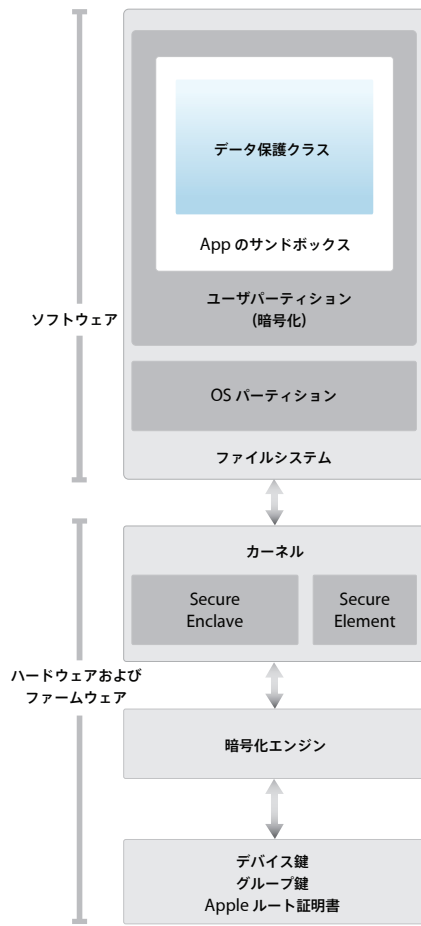 データ保護クラス
App のサンドボックス
ユーザパーティション
(暗号化)
ソフトウェア
OS パーティション
ファイルシステム
カーネル
Secure
Enclave
Secure
Element
ハードウェアおよび
ファームウェア
暗号化エンジン
デバイス鍵
グループ鍵
Apple ルート証明書